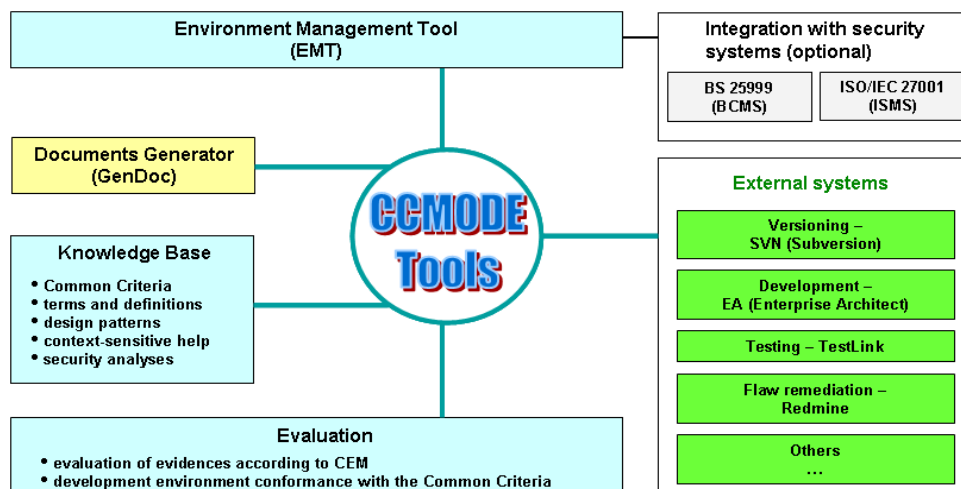 Environment Management Tool
(EMT)
Integration with security
systems (optional)
BS 25999
(BCMS)
ISO/IEC 27001
(ISMS)
Documents Generator
(GenDoc)
CCMODE
Tools
Knowledge Base
• Common Criteria
• terms and definitions
• design patterns
• context-sensitive help
• security analyses
External systems
Versioning –
SVN (Subversion)
Development –
EA (Enterprise Architect)
Testing – TestLink
Flaw remediation –
Redmine
Others
...
Evaluation
• evaluation of evidences according to CEM
• development environment conformance with the Common Criteria